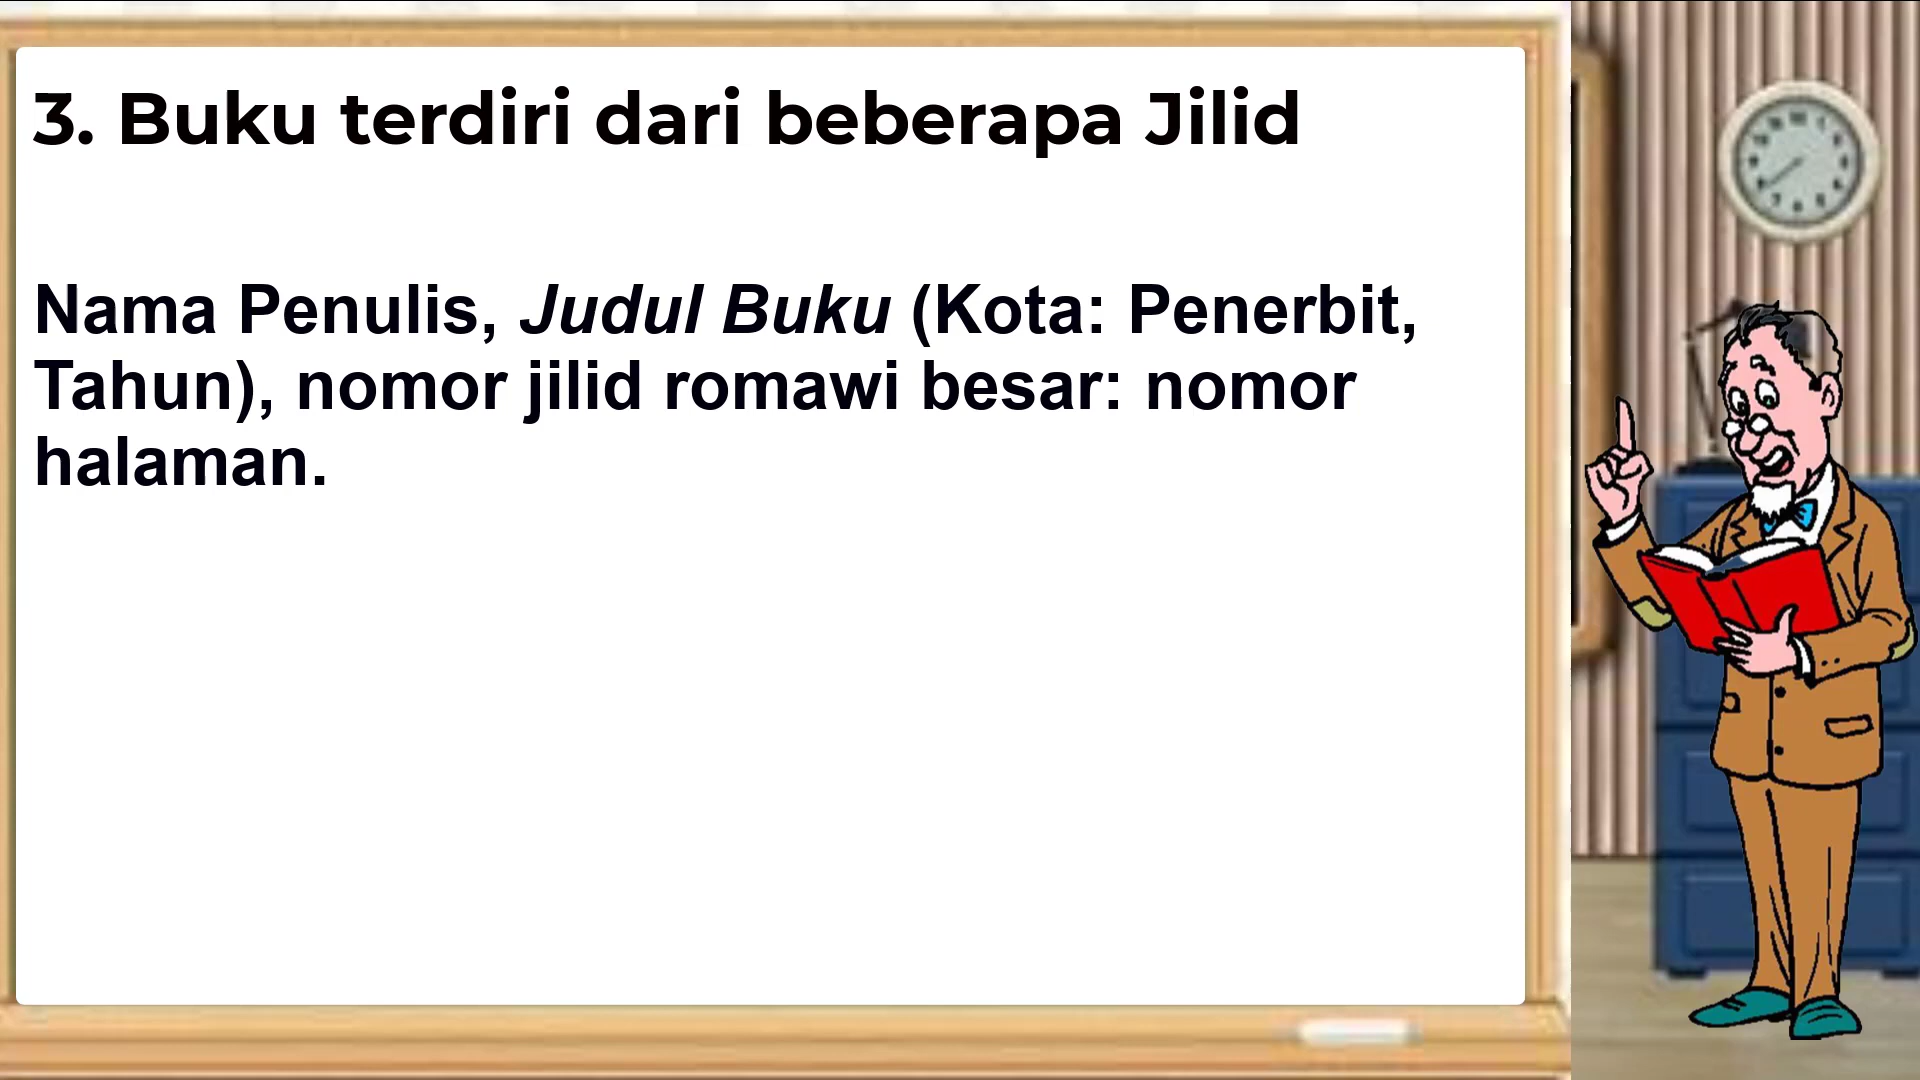 3. Buku terdiri dari beberapa Jilid
Nama Penulis, Judul Buku (Kota: Penerbit,
Tahun), nomor jilid romawi besar: nomor
halaman.